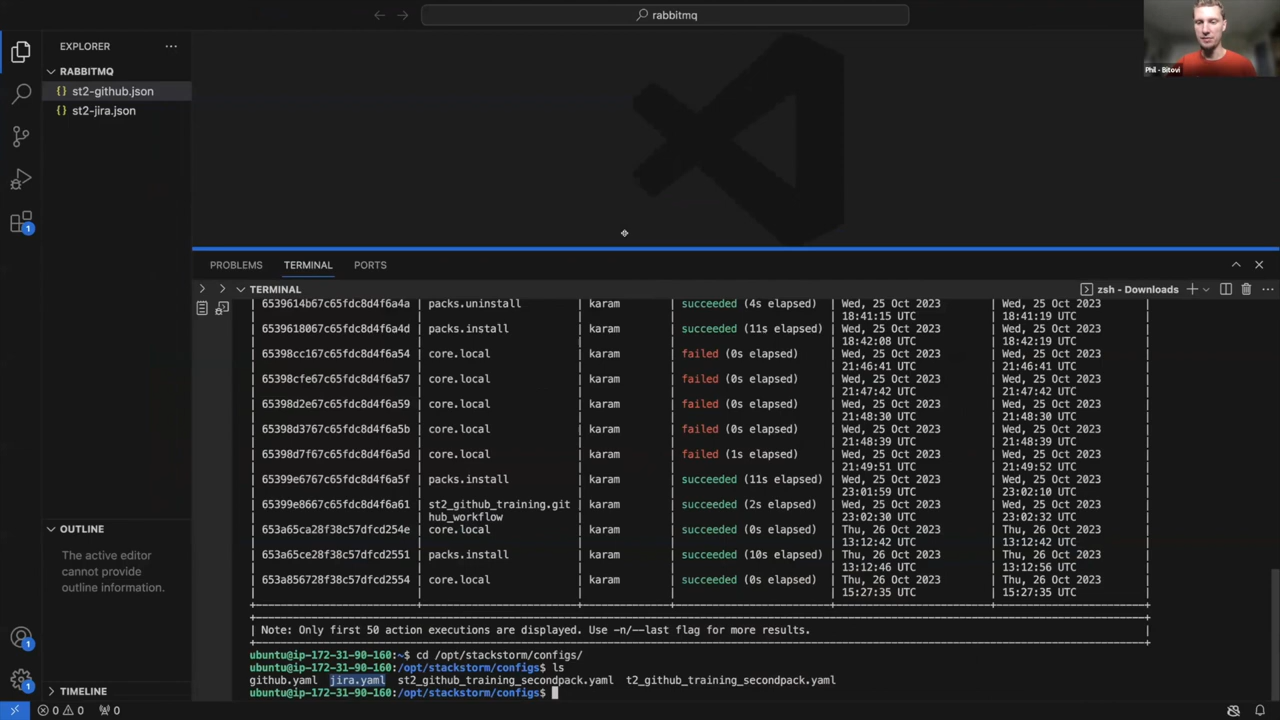 rabbitmq
Phil - Bitovi
EXPLORER
RABBITMQ
{} st2-github.json
{} st2-jira.json
1
OUTLINE
The active editor
cannot provide
outline information.
TIMELINE
1
1
0 0 0
PROBLEMS TERMINAL PORTS
TERMINAL
zsh - Downloads
| 6539614b67c65fdc8d4f6a4a | packs.uninstall | karam | succeeded (4s elapsed) | Wed, 25 Oct 2023 | Wed, 25 Oct 2023 |
| | | | | 18:41:15 UTC | 18:41:19 UTC |
| 6539618067c65fdc8d4f6a4d | packs.install | karam | succeeded (11s elapsed) | Wed, 25 Oct 2023 | Wed, 25 Oct 2023 |
| | | | | 18:42:08 UTC | 18:42:19 UTC |
| 65398cc167c65fdc8d4f6a54 | core.local | karam | failed (0s elapsed) | Wed, 25 Oct 2023 | Wed, 25 Oct 2023 |
| | | | | 21:46:41 UTC | 21:46:41 UTC |
| 65398cfe67c65fdc8d4f6a57 | core.local | karam | failed (0s elapsed) | Wed, 25 Oct 2023 | Wed, 25 Oct 2023 |
| | | | | 21:47:42 UTC | 21:47:42 UTC |
| 65398d2e67c65fdc8d4f6a59 | core.local | karam | failed (0s elapsed) | Wed, 25 Oct 2023 | Wed, 25 Oct 2023 |
| | | | | 21:48:30 UTC | 21:48:30 UTC |
| 65398d3767c65fdc8d4f6a5b | core.local | karam | failed (0s elapsed) | Wed, 25 Oct 2023 | Wed, 25 Oct 2023 |
| | | | | 21:48:39 UTC | 21:48:39 UTC |
| 65398d7f67c65fdc8d4f6a5d | core.local | karam | failed (1s elapsed) | Wed, 25 Oct 2023 | Wed, 25 Oct 2023 |
| | | | | 21:49:51 UTC | 21:49:52 UTC |
| 65399e6767c65fdc8d4f6a5f | packs.install | karam | succeeded (11s elapsed) | Wed, 25 Oct 2023 | Wed, 25 Oct 2023 |
| | | | | 23:01:59 UTC | 23:02:10 UTC |
| 65399e8667c65fdc8d4f6a61 | st2_github_training.git | karam | succeeded (2s elapsed) | Wed, 25 Oct 2023 | Wed, 25 Oct 2023 |
| | hub_workflow | | | 23:02:30 UTC | 23:02:32 UTC |
| 653a65ca28f38c57dfcd254e | core.local | karam | succeeded (0s elapsed) | Thu, 26 Oct 2023 | Thu, 26 Oct 2023 |
| | | | | 13:12:42 UTC | 13:12:42 UTC |
| 653a65ce28f38c57dfcd2551 | packs.install | karam | succeeded (10s elapsed) | Thu, 26 Oct 2023 | Thu, 26 Oct 2023 |
| | | | | 13:12:46 UTC | 13:12:56 UTC |
| 653a856728f38c57dfcd2554 | core.local | karam | succeeded (0s elapsed) | Thu, 26 Oct 2023 | Thu, 26 Oct 2023 |
| | | | | 15:27:35 UTC | 15:27:35 UTC |
| Note: Only first 50 action executions are displayed. Use -n/--last flag for more results. |
ubuntu@ip-172-31-90-160:~$ cd /opt/stackstorm/configs/
ubuntu@ip-172-31-90-160:/opt/stackstorm/configs$ ls
github.yaml jira.yaml st2_github_training_secondpack.yaml t2_github_training_secondpack.yaml
ubuntu@ip-172-31-90-160:/opt/stackstorm/configs$